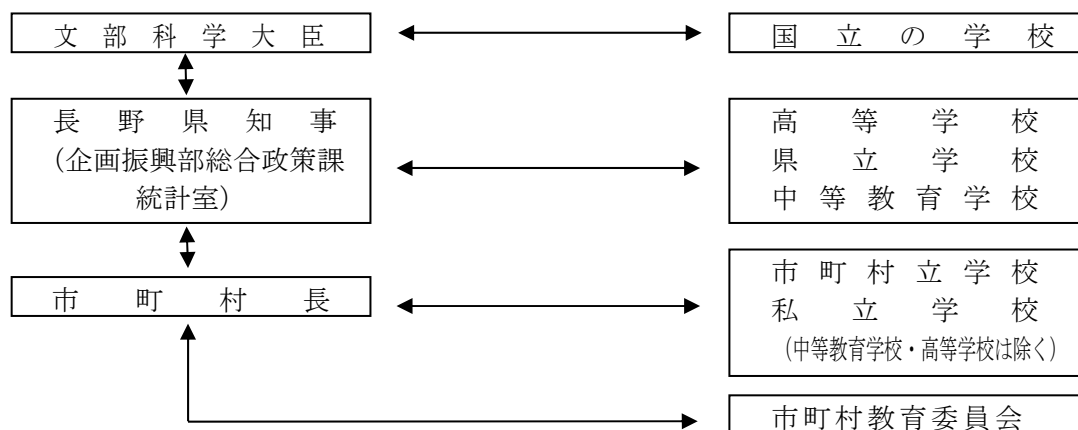 文部科学大臣
国立の学校
長野県知事
(企画振興部総合政策課
統計室)
高等学校
県立学校
中等教育学校
市町村長
市町村立学校
私立学校
(中等教育学校・高等学校は除く)
市町村教育委員会